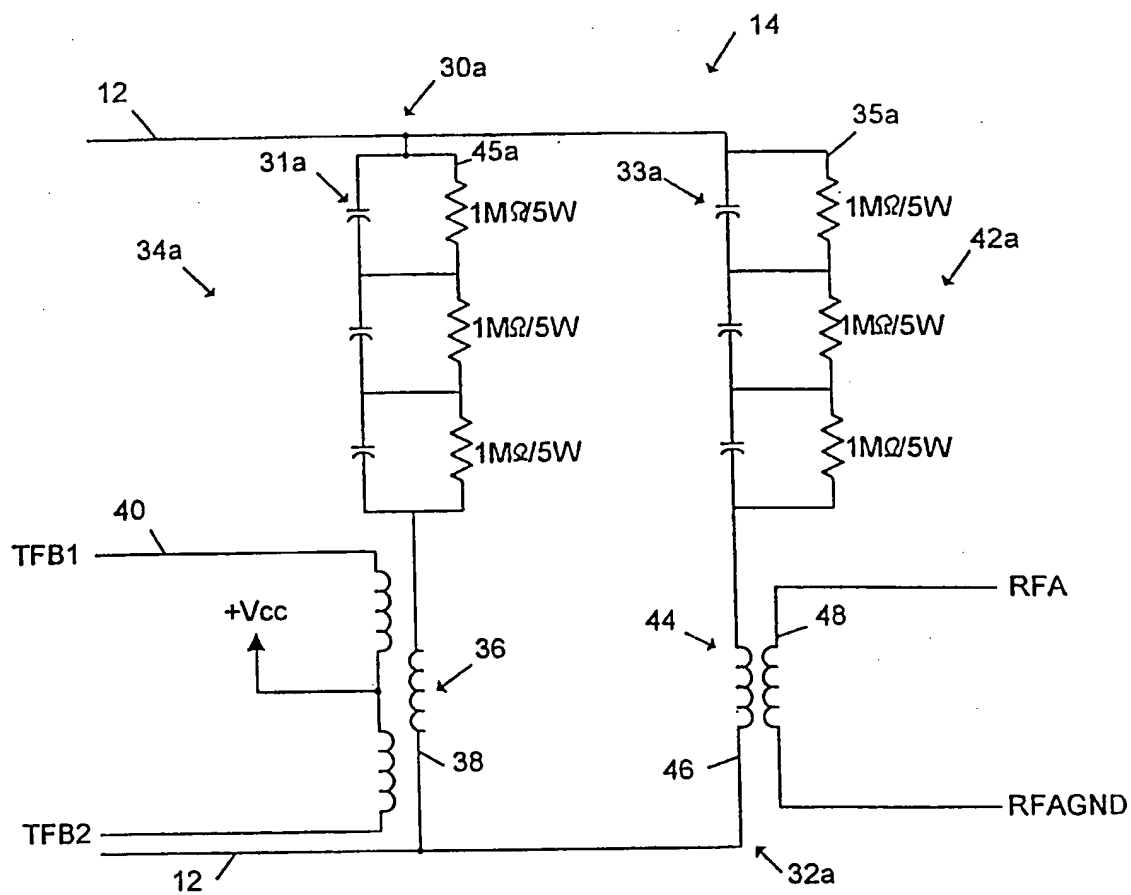 14
30a
12
35a
45a
31a
33a
1MΩ/5W
1MΩ/5W
34a
42a
1MΩ/5W
1MΩ/5W
1MΩ/5W
1MΩ/5W
40
TFB1
RFA
+Vcc
44
48
36
38
46
RFAGND
TFB2
12
32a